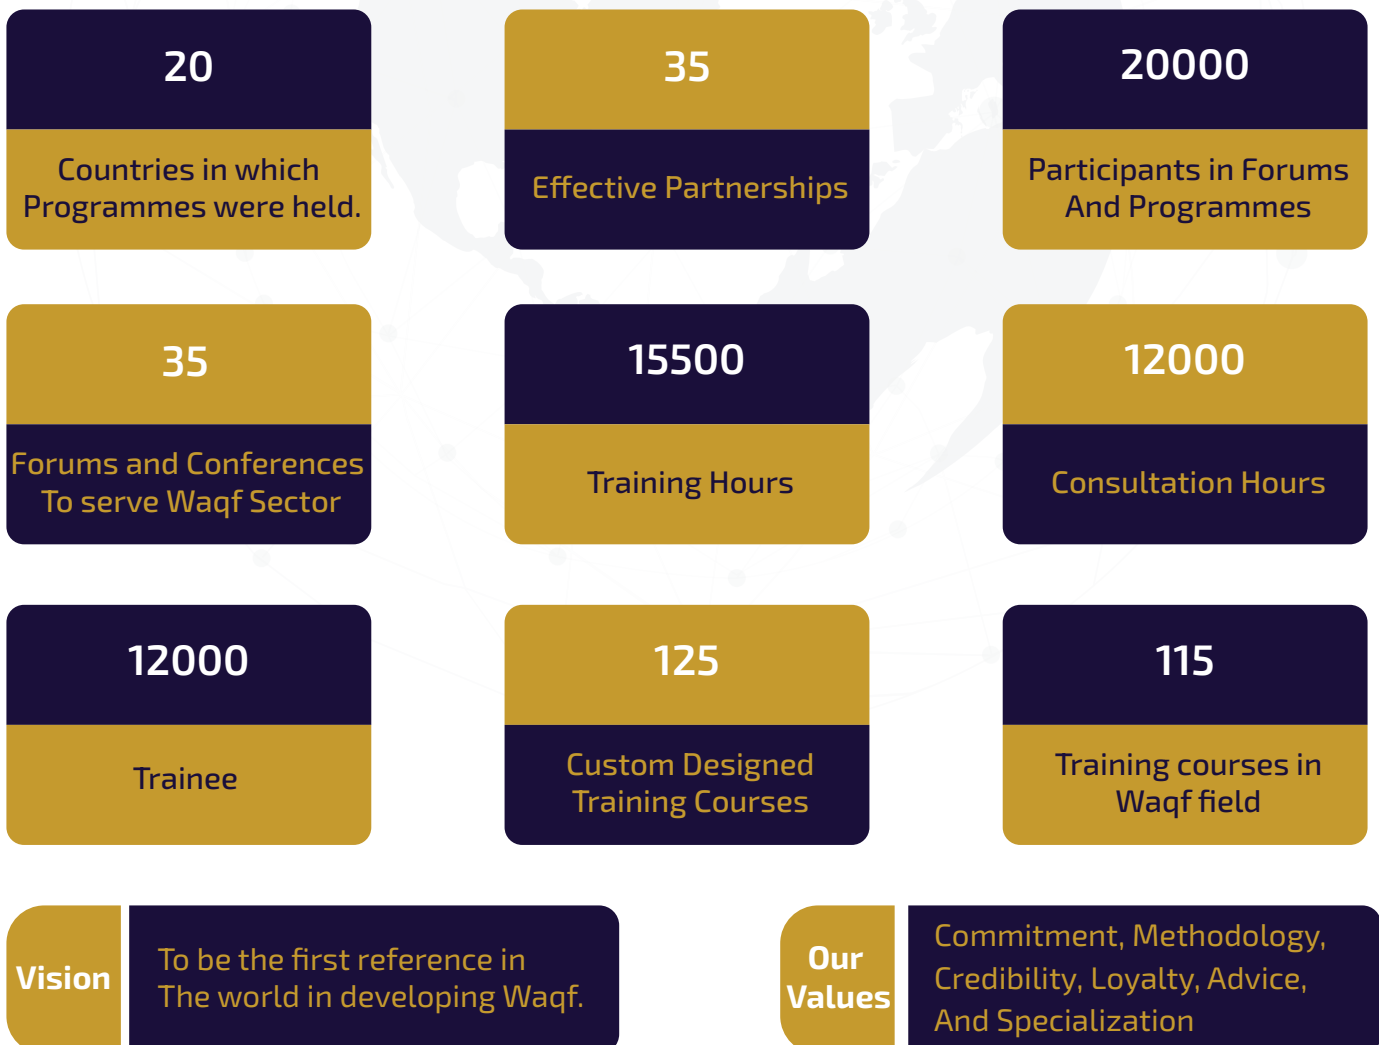 20
Countries in which
Programmes were held.
35
Effective Partnerships
20000
Participants in Forums
And Programmes
35
Forums and Conferences
To serve Waqf Sector
15500
Training Hours
12000
Consultation Hours
12000
Trainee
125
Custom Designed
Training Courses
115
Training courses in
Waqf field
Vision
To be the first reference in
The world in developing Waqf.
Our
Values
Commitment, Methodology,
Credibility, Loyalty, Advice,
And Specialization